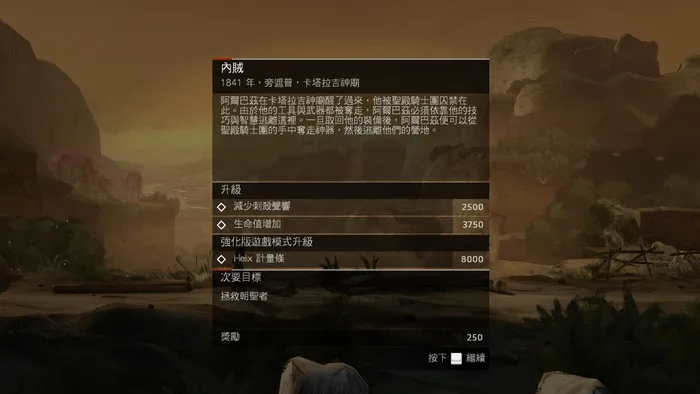 內賊
1841 年，旁遮普，卡塔拉吉神廟
阿爾巴茲在卡塔拉吉神廟醒了過來，他被聖殿騎士團囚禁在
此。由於他的工具與武器都被奪走，阿爾巴茲必須依靠他的技
巧與智慧逃離這裡。一旦取回他的裝備後，阿爾巴茲便可以從
聖殿騎士團的手中奪走神器，然後逃離他們的營地。
升級
減少刺殺聲響 2500
生命值增加 3750
強化版遊戲模式升級
Helix 計量條 8000
次要目標
拯救朝聖者
獎勵 250
按下 繼續